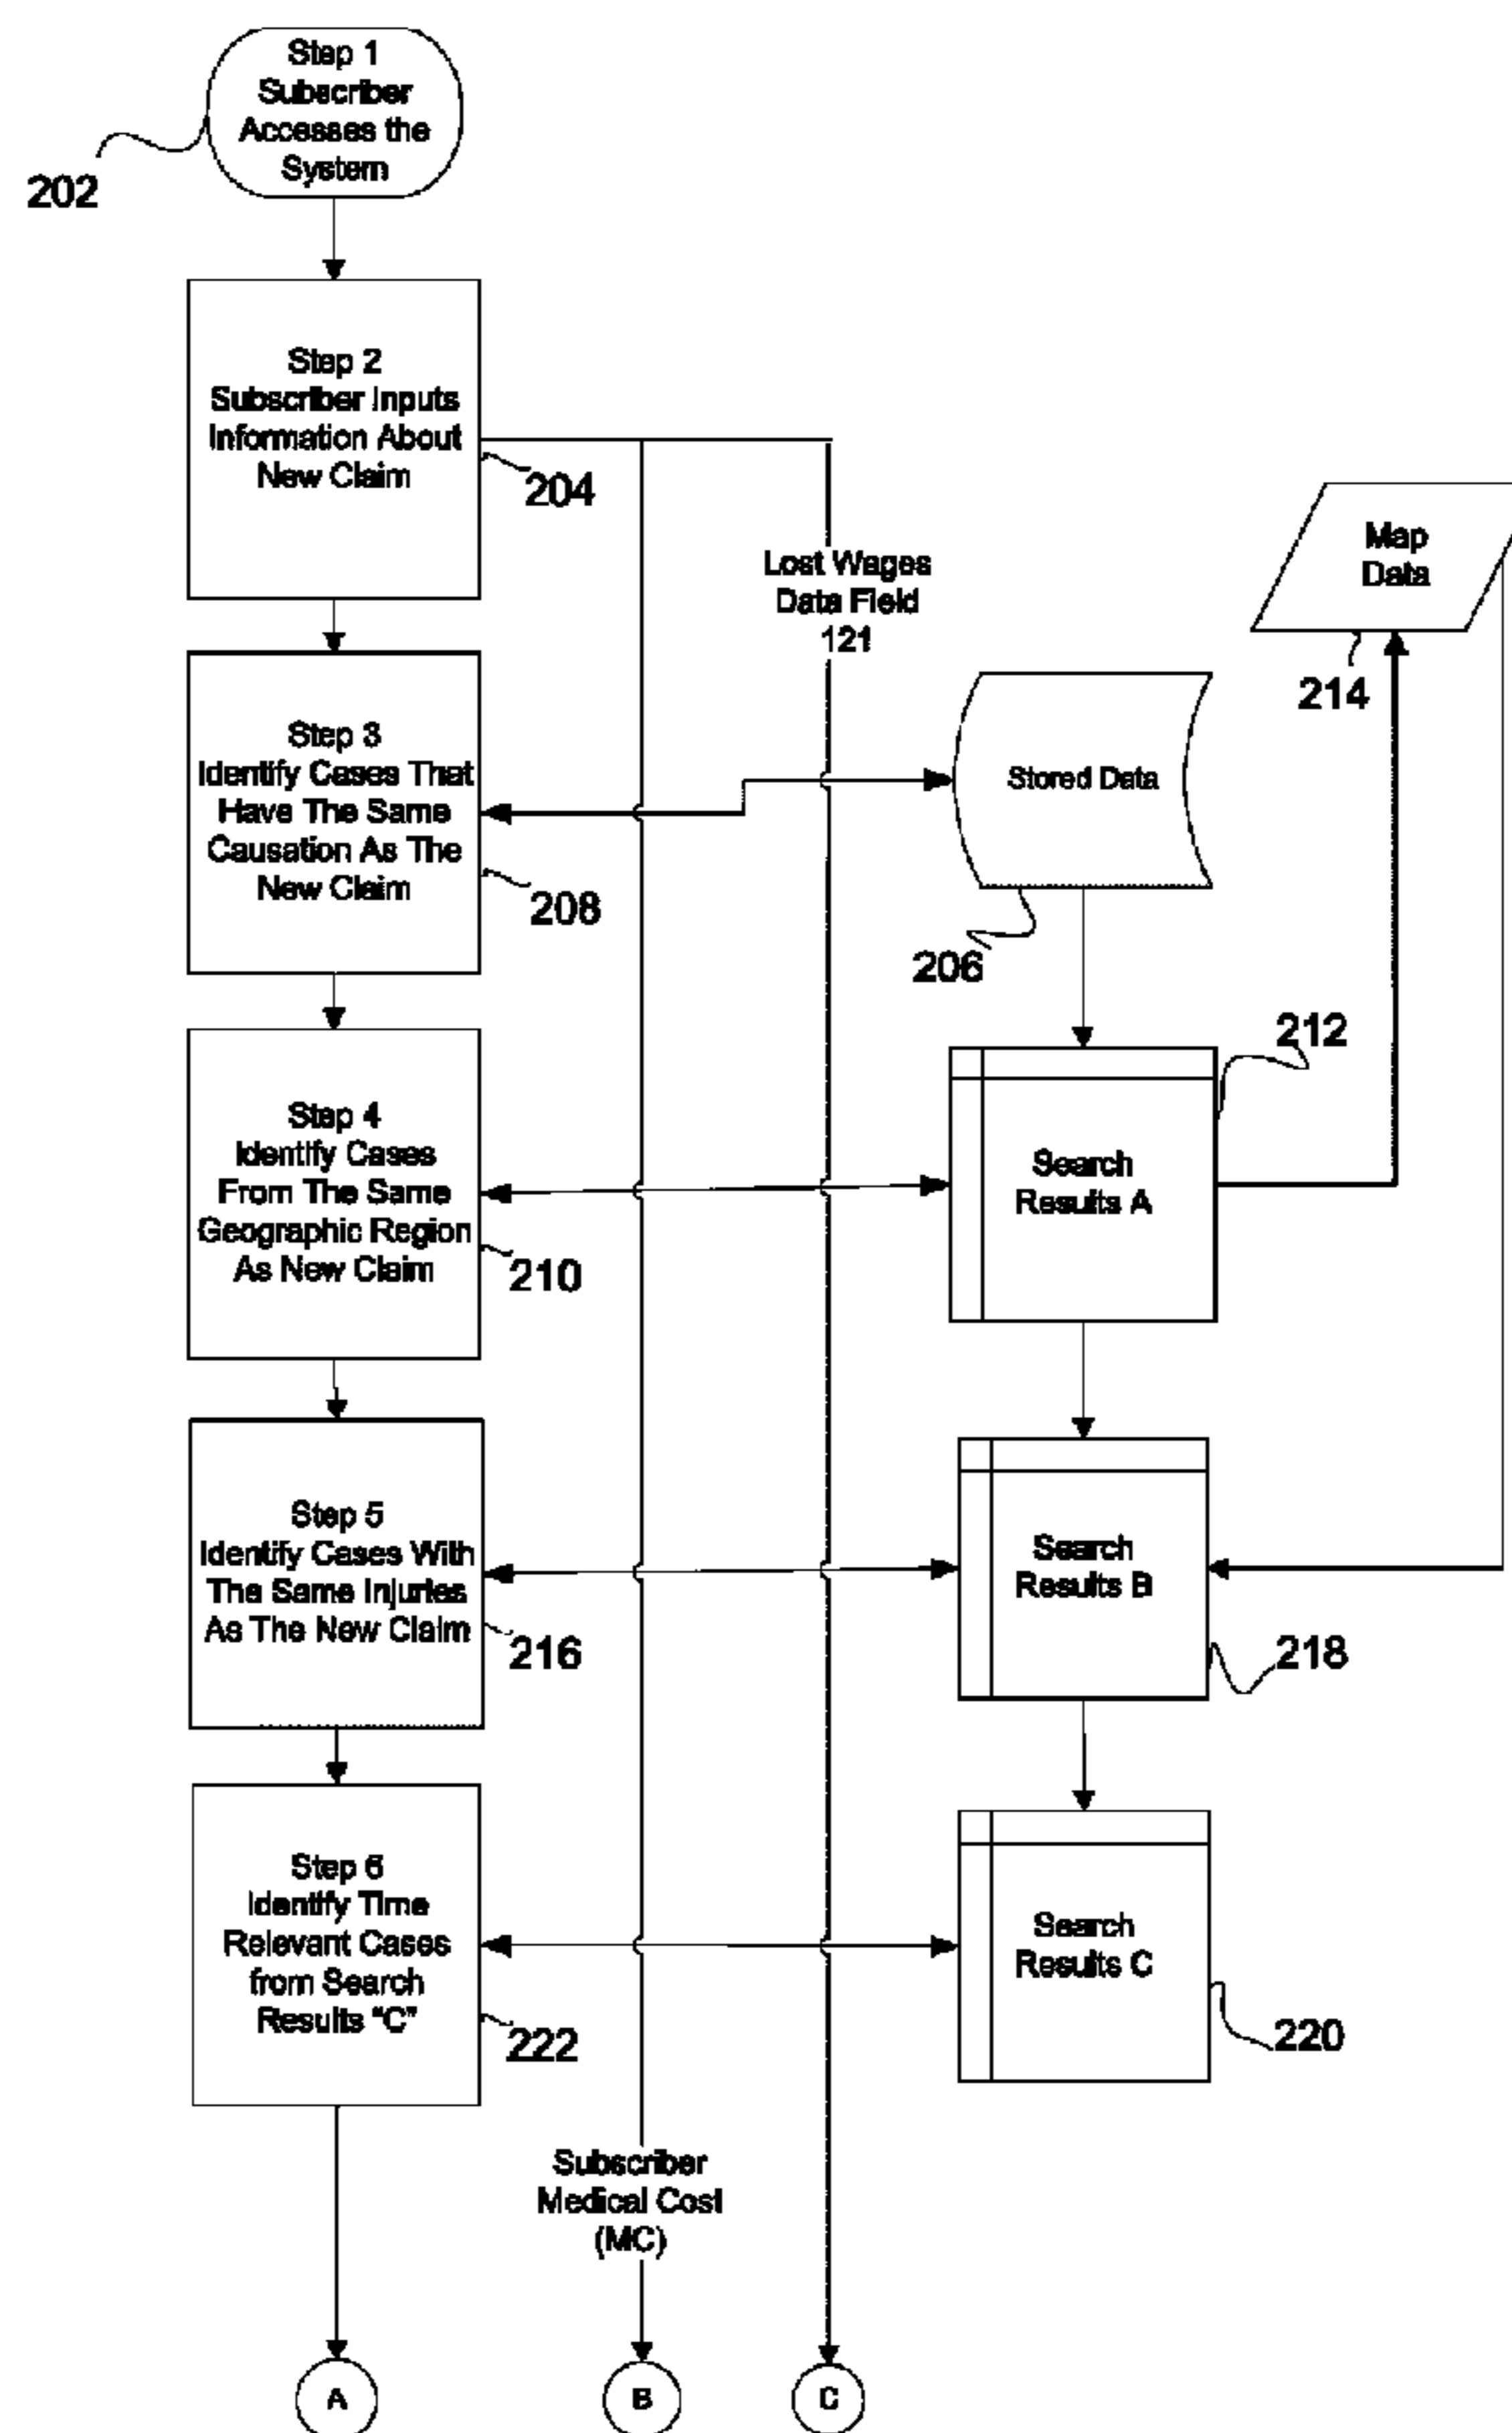 Step 1
Subscriber
Accesses the
System
202
Step 2
Subscriber Inputs
Information About
New Claim
204
Lost Wages
Data Field
121
Map
Data
214
Step 3
Identify Cases That
Have The Same
Causation As The
New Claim
208
Stored Data
206
Step 4
Identify Cases
From The Same
Geographic Region
As New Claim
210
212
Search
Results A
Step 5
Identify Cases With
The Same Injuries
As The New Claim
216
Search
Results B
218
Step 6
Identify Time
Relevant Cases
from Search
Results "C"
222
Search
Results C
220
Subscriber
Medical Cost
(MC)
A
B
C